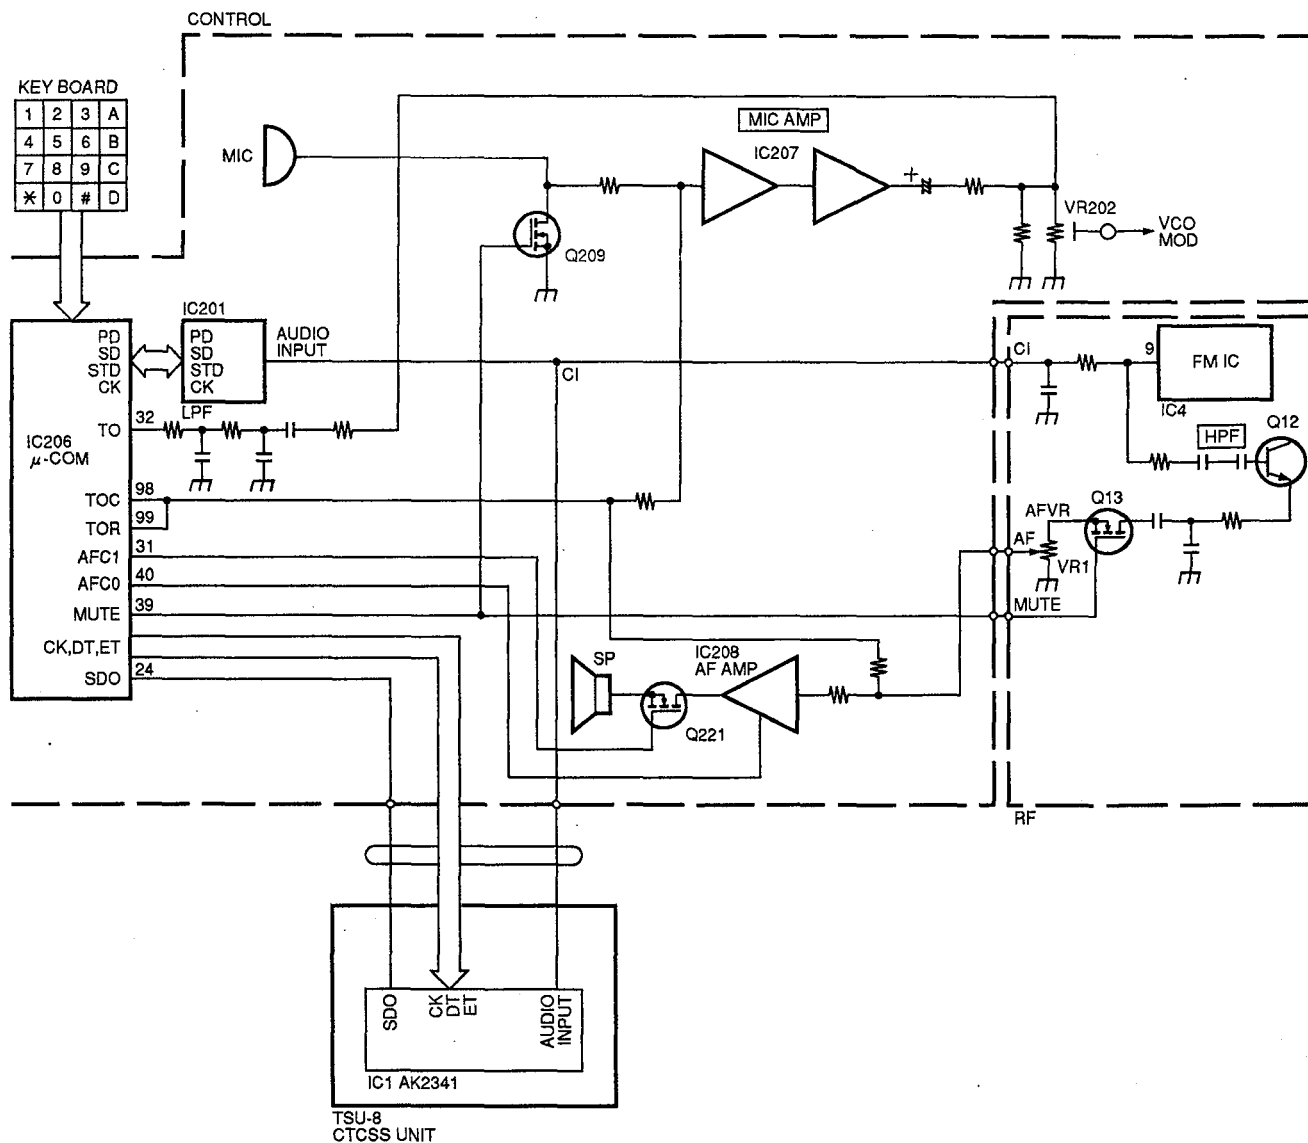 CONTROL
KEY BOARD
1 2 3 A
4 5 6 B
7 8 9 C
* 0 # D
MIC
MIC AMP
IC207
Q209
VR202
VCO
MOD
IC201
PD
SD
STD
CK
PD
SD
STD
CK
AUDIO
INPUT
CI
CI
9
FM IC
IC4
LPF
32
TO
IC206
μ-COM
HPF
Q12
98
TOC
99
TOR
31
AFC1
40
AFC0
39
MUTE
CK,DT,ET
24
SDO
Q13
AFVR
AF
VR1
MUTE
SP
IC208
AF AMP
Q221
RF
SDO
CK
DT
ET
AUDIO
INPUT
IC1 AK2341
TSU-8
CTCSS UNIT